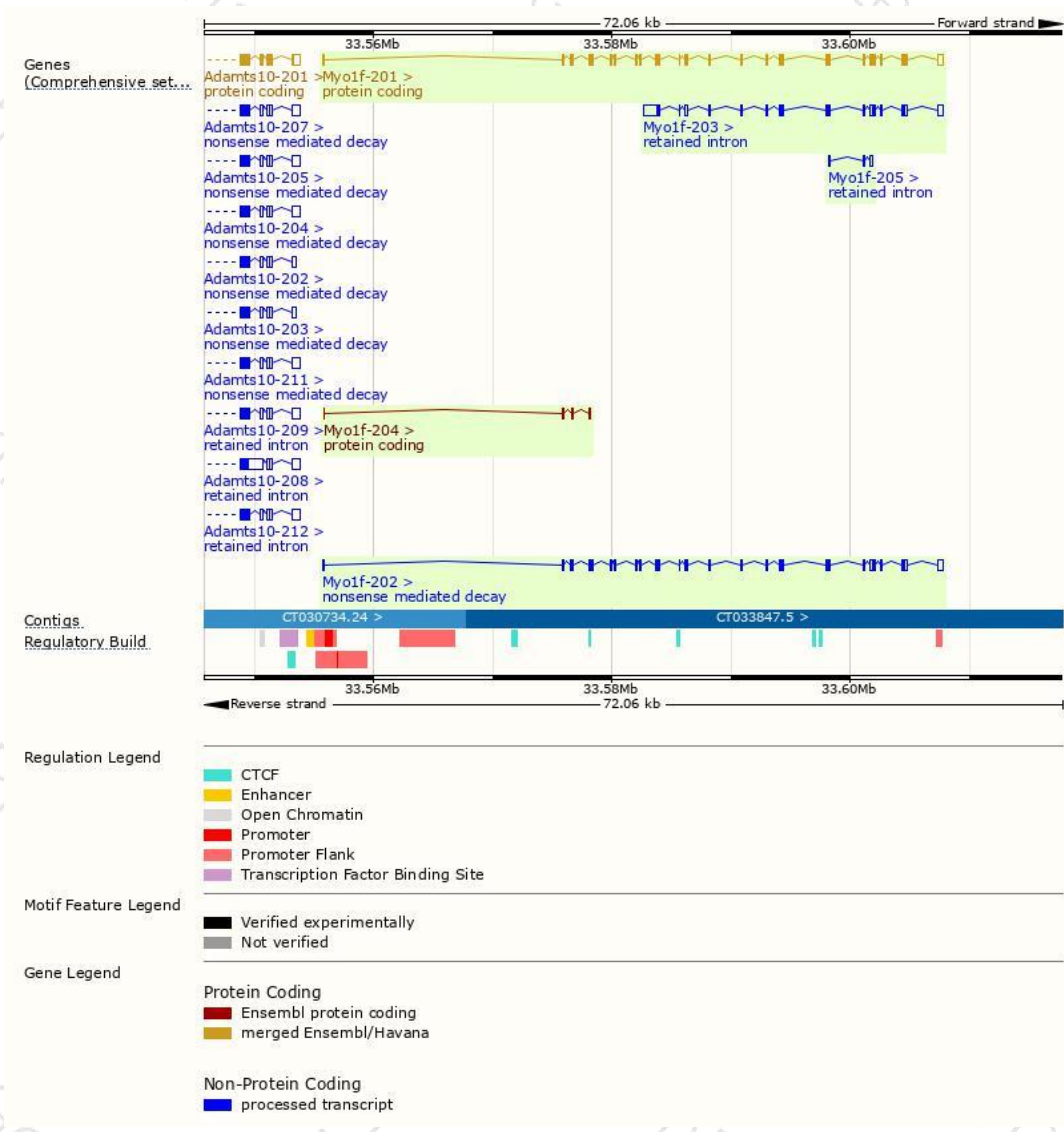 72.06 kb
Forward strand
33.56Mb 33.58Mb 33.60Mb
Genes
(Comprehensive set...
Adamts10-201 > Myo1f-201 >
protein coding protein coding
Adamts10-207 > Myo1f-203 >
nonsense mediated decay retained intron
Adamts10-205 > Myo1f-205 >
nonsense mediated decay retained intron
Adamts10-204 >
nonsense mediated decay
Adamts10-202 >
nonsense mediated decay
Adamts10-203 >
nonsense mediated decay
Adamts10-211 >
nonsense mediated decay
Adamts10-209 > Myo1f-204 >
retained intron protein coding
Adamts10-208 >
retained intron
Adamts10-212 >
retained intron
Myo1f-202 >
nonsense mediated decay
Contigs CT030734.24 > CT033847.5 >
Regulatory Build
33.56Mb 33.58Mb 33.60Mb
Reverse strand 72.06 kb
Regulation Legend
CTCF
Enhancer
Open Chromatin
Promoter
Promoter Flank
Transcription Factor Binding Site
Motif Feature Legend
Verified experimentally
Not verified
Gene Legend
Protein Coding
Ensembl protein coding
merged Ensembl/Havana
Non-Protein Coding
processed transcript